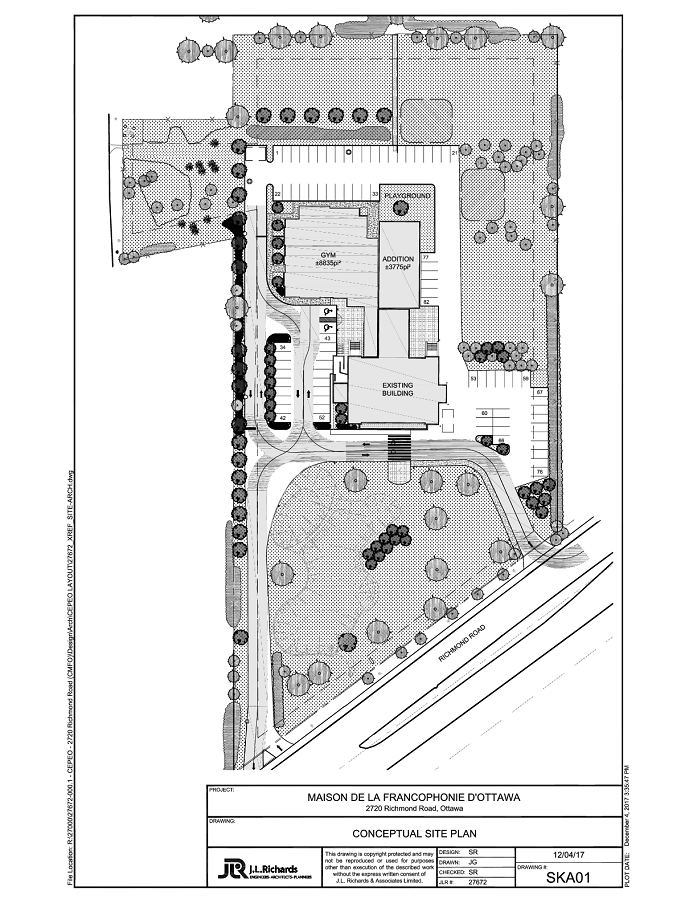 1
21
22
33
PLAYGROUND
GYM
±8835pi²
ADDITION
±3775pi²
77
82
34
43
EXISTING
BUILDING
53
59
67
60
66
42
52
76
RICHMOND ROAD
File Location: R:\27000\27672-000.1 - CEPEO - 2720 Richmond Road (CMFO)\Design\Arch\CEPEO LAYOUT\27672_XREF_SITE-ARCH.dwg
PLOT DATE: December 4, 2017 3:35:47 PM
PROJECT:
MAISON DE LA FRANCOPHONIE D'OTTAWA
2720 Richmond Road, Ottawa
DRAWING:
CONCEPTUAL SITE PLAN
JLR J.L.Richards
ENGINEERS·ARCHITECTS·PLANNERS
This drawing is copyright protected and may
not be reproduced or used for purposes
other than execution of the described work
without the express written consent of
J.L. Richards & Associates Limited.
DESIGN: SR
DRAWN: JG
CHECKED: SR
JLR #: 27672
12/04/17
DRAWING #:
SKA01